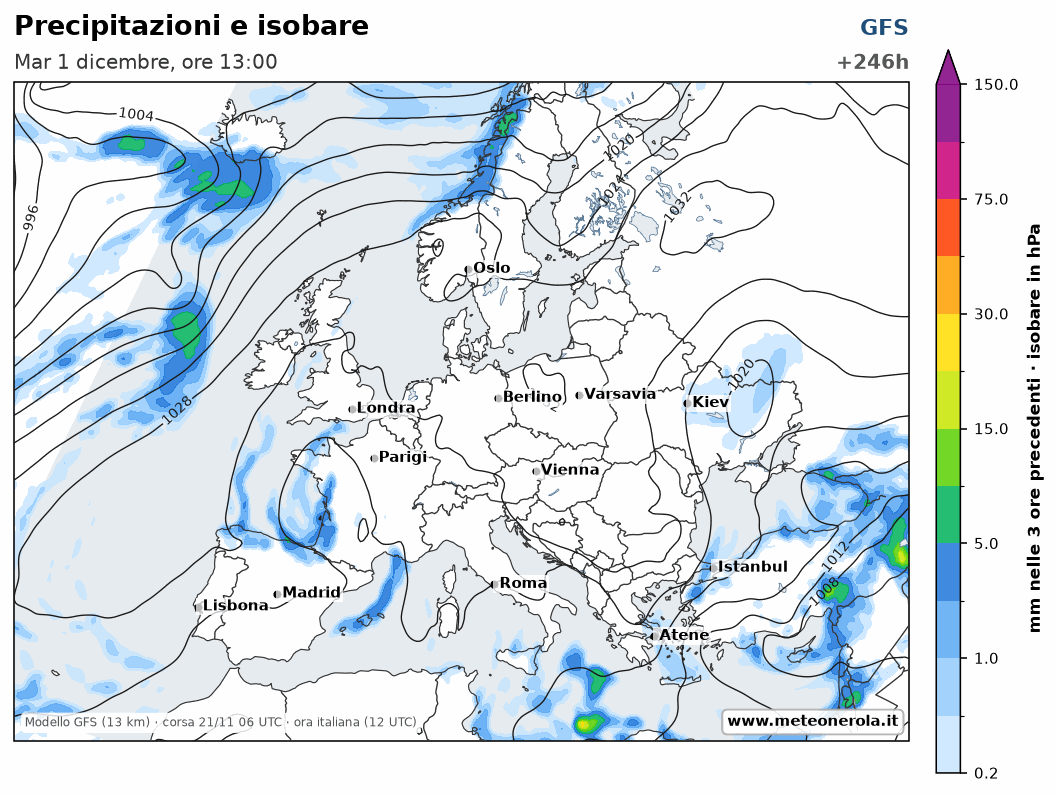 Precipitazioni e isobare
GFS
Mar 1 dicembre, ore 13:00
+246h
1004
996
1020
1024
1032
1028
1020
1012
1008
Oslo
Londra
Berlino
Varsavia
Kiev
Parigi
Vienna
Istanbul
Roma
Madrid
Lisbona
Atene
Modello GFS (13 km) · corsa 21/11 06 UTC · ora italiana (12 UTC)
www.meteonerola.it
150.0
75.0
30.0
15.0
5.0
1.0
0.2
mm nelle 3 ore precedenti · isobare in hPa